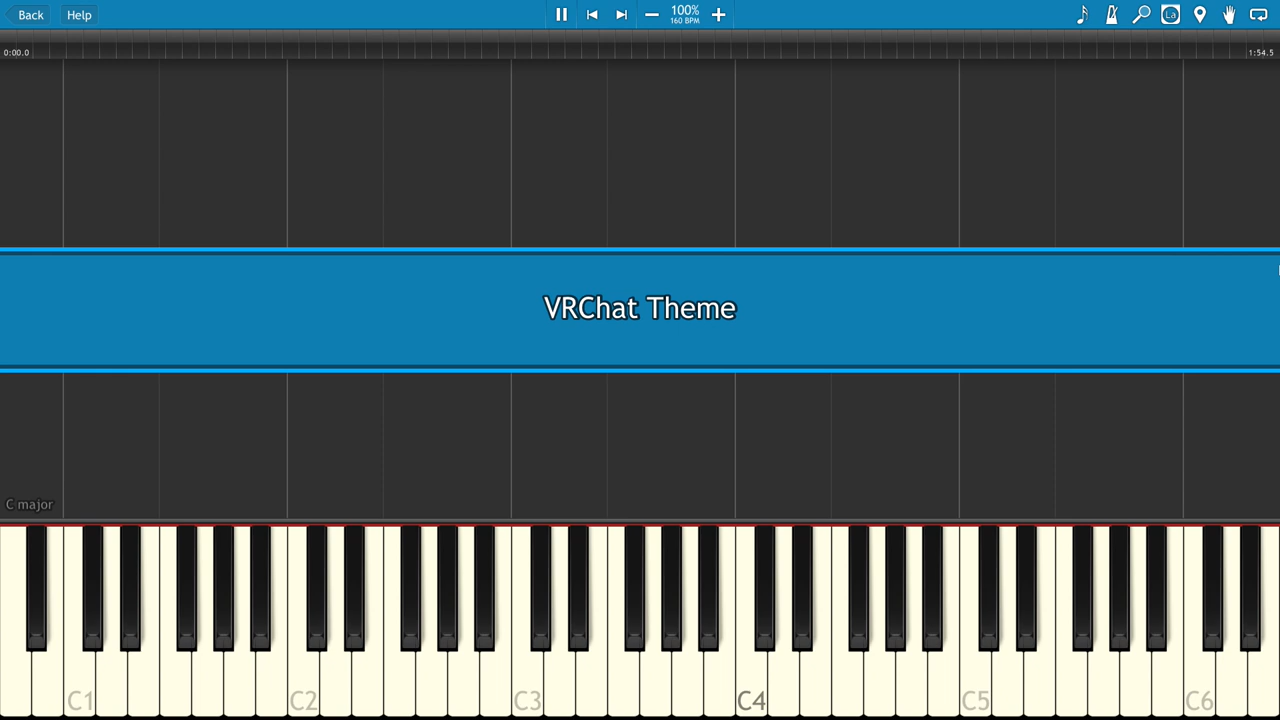 Back Help 100% La
160 BPM
0:00.0 1:54.5
VRChat Theme
C major
C1 C2 C3 C4 C5 C6